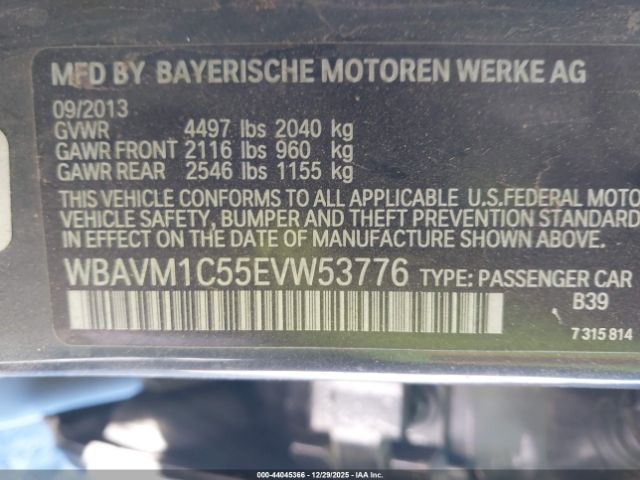 MFD BY BAYERISCHE MOTOREN WERKE AG
09/2013
GVWR 4497 lbs 2040 kg
GAWR FRONT 2116 lbs 960 kg
GAWR REAR 2546 lbs 1155 kg
THIS VEHICLE CONFORMS TO ALL APPLICABLE U.S.FEDERAL MOTO
VEHICLE SAFETY, BUMPER AND THEFT PREVENTION STANDARD
IN EFFECT ON THE DATE OF MANUFACTURE SHOWN ABOVE.
WBAVM1C55EVW53776 TYPE: PASSENGER CAR
B39
7 315 814
000-44045366 | 12/29/2025 - IAA Inc.